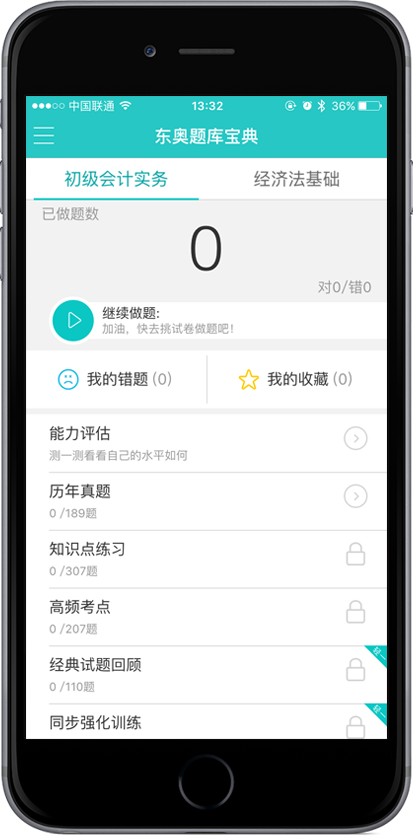 中国联通 13:32 36%
东奥题库宝典
初级会计实务 经济法基础
已做题数
0
对0/错0
继续做题:
加油，快去挑试卷做题吧！
我的错题 (0) 我的收藏 (0)
能力评估
测一测看看自己的水平如何
历年真题
0 /189题
知识点练习
0 /307题
高频考点
0 /207题
经典试题回顾
0 /110题
同步强化训练